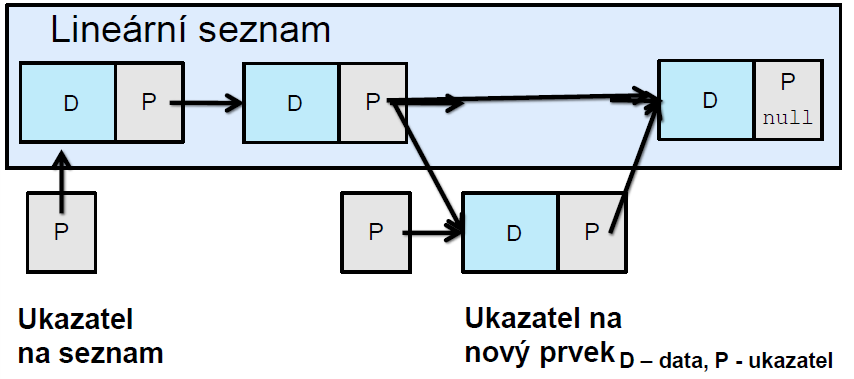 Lineární seznam
D P D P D P
null
P P D P
Ukazatel
na seznam
Ukazatel na
nový prvek
D – data, P - ukazatel